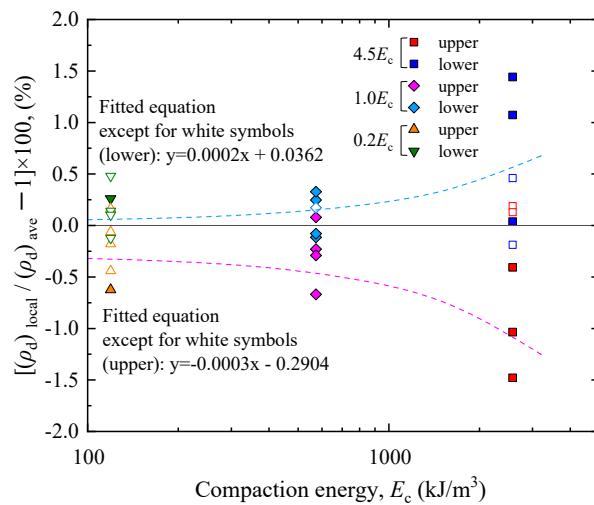 2.0
1.5
1.0
0.5
0.0
-0.5
-1.0
-1.5
-2.0
[(ρd) local / (ρd) ave — 1]×100, (%)
4.5Ec
upper
lower
1.0Ec
upper
lower
0.2Ec
upper
lower
Fitted equation
except for white symbols
(lower): y=0.0002x + 0.0362
Fitted equation
except for white symbols
(upper): y=-0.0003x - 0.2904
100
1000
Compaction energy, Ec (kJ/m³)